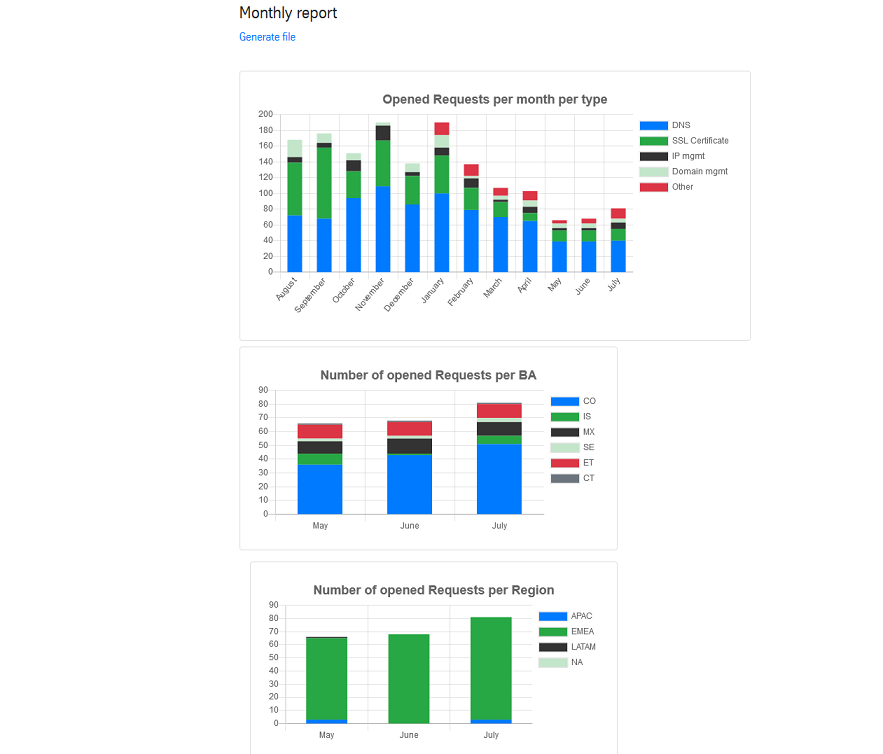 Monthly report
Generate file
Opened Requests per month per type
200
180
160
140
120
100
80
60
40
20
0
August
September
October
November
December
January
February
March
April
May
June
July
DNS
SSL Certificate
IP mgmt
Domain mgmt
Other
Number of opened Requests per BA
90
80
70
60
50
40
30
20
10
0
May
June
July
CO
IS
MX
SE
ET
CT
Number of opened Requests per Region
90
80
70
60
50
40
30
20
10
0
May
June
July
APAC
EMEA
LATAM
NA